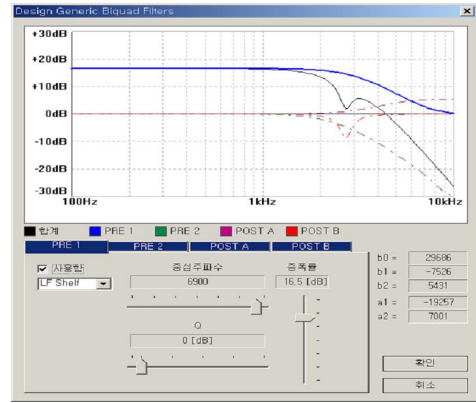 Design Generic Biquad Filters
+30dB
+20dB
+10dB
0dB
-10dB
-20dB
-30dB
100Hz 1kHz 10kHz
합계 PRE 1 PRE 2 POST A POST B
PRE 1 PRE 2 POST A POST B
사용함
LF Shelf
중심주파수
6900
증폭률
16.5 [dB]
Q
0 [dB]
b0 = 29686
b1 = -7526
b2 = 5431
a1 = -19257
a2 = 7001
확인
취소